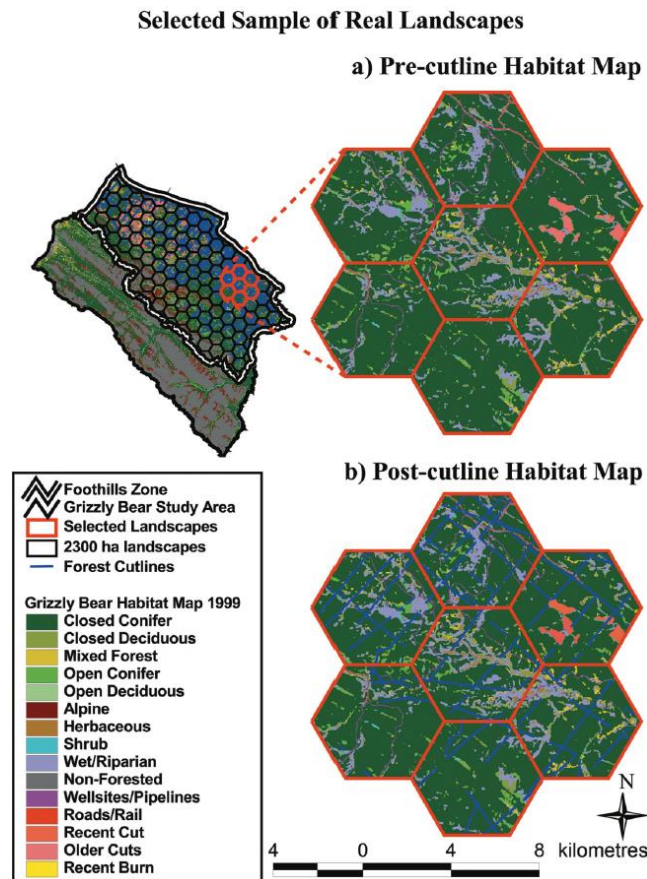 Selected Sample of Real Landscapes
a) Pre-cutline Habitat Map
b) Post-cutline Habitat Map
Foothills Zone
Grizzly Bear Study Area
Selected Landscapes
2300 ha landscapes
Forest Cutlines
Grizzly Bear Habitat Map 1999
Closed Conifer
Closed Deciduous
Mixed Forest
Open Conifer
Open Deciduous
Alpine
Herbaceous
Shrub
Wet/Riparian
Non-Forested
Wellsites/Pipelines
Roads/Rail
Recent Cut
Older Cuts
Recent Burn
N
4 0 4 8 kilometres